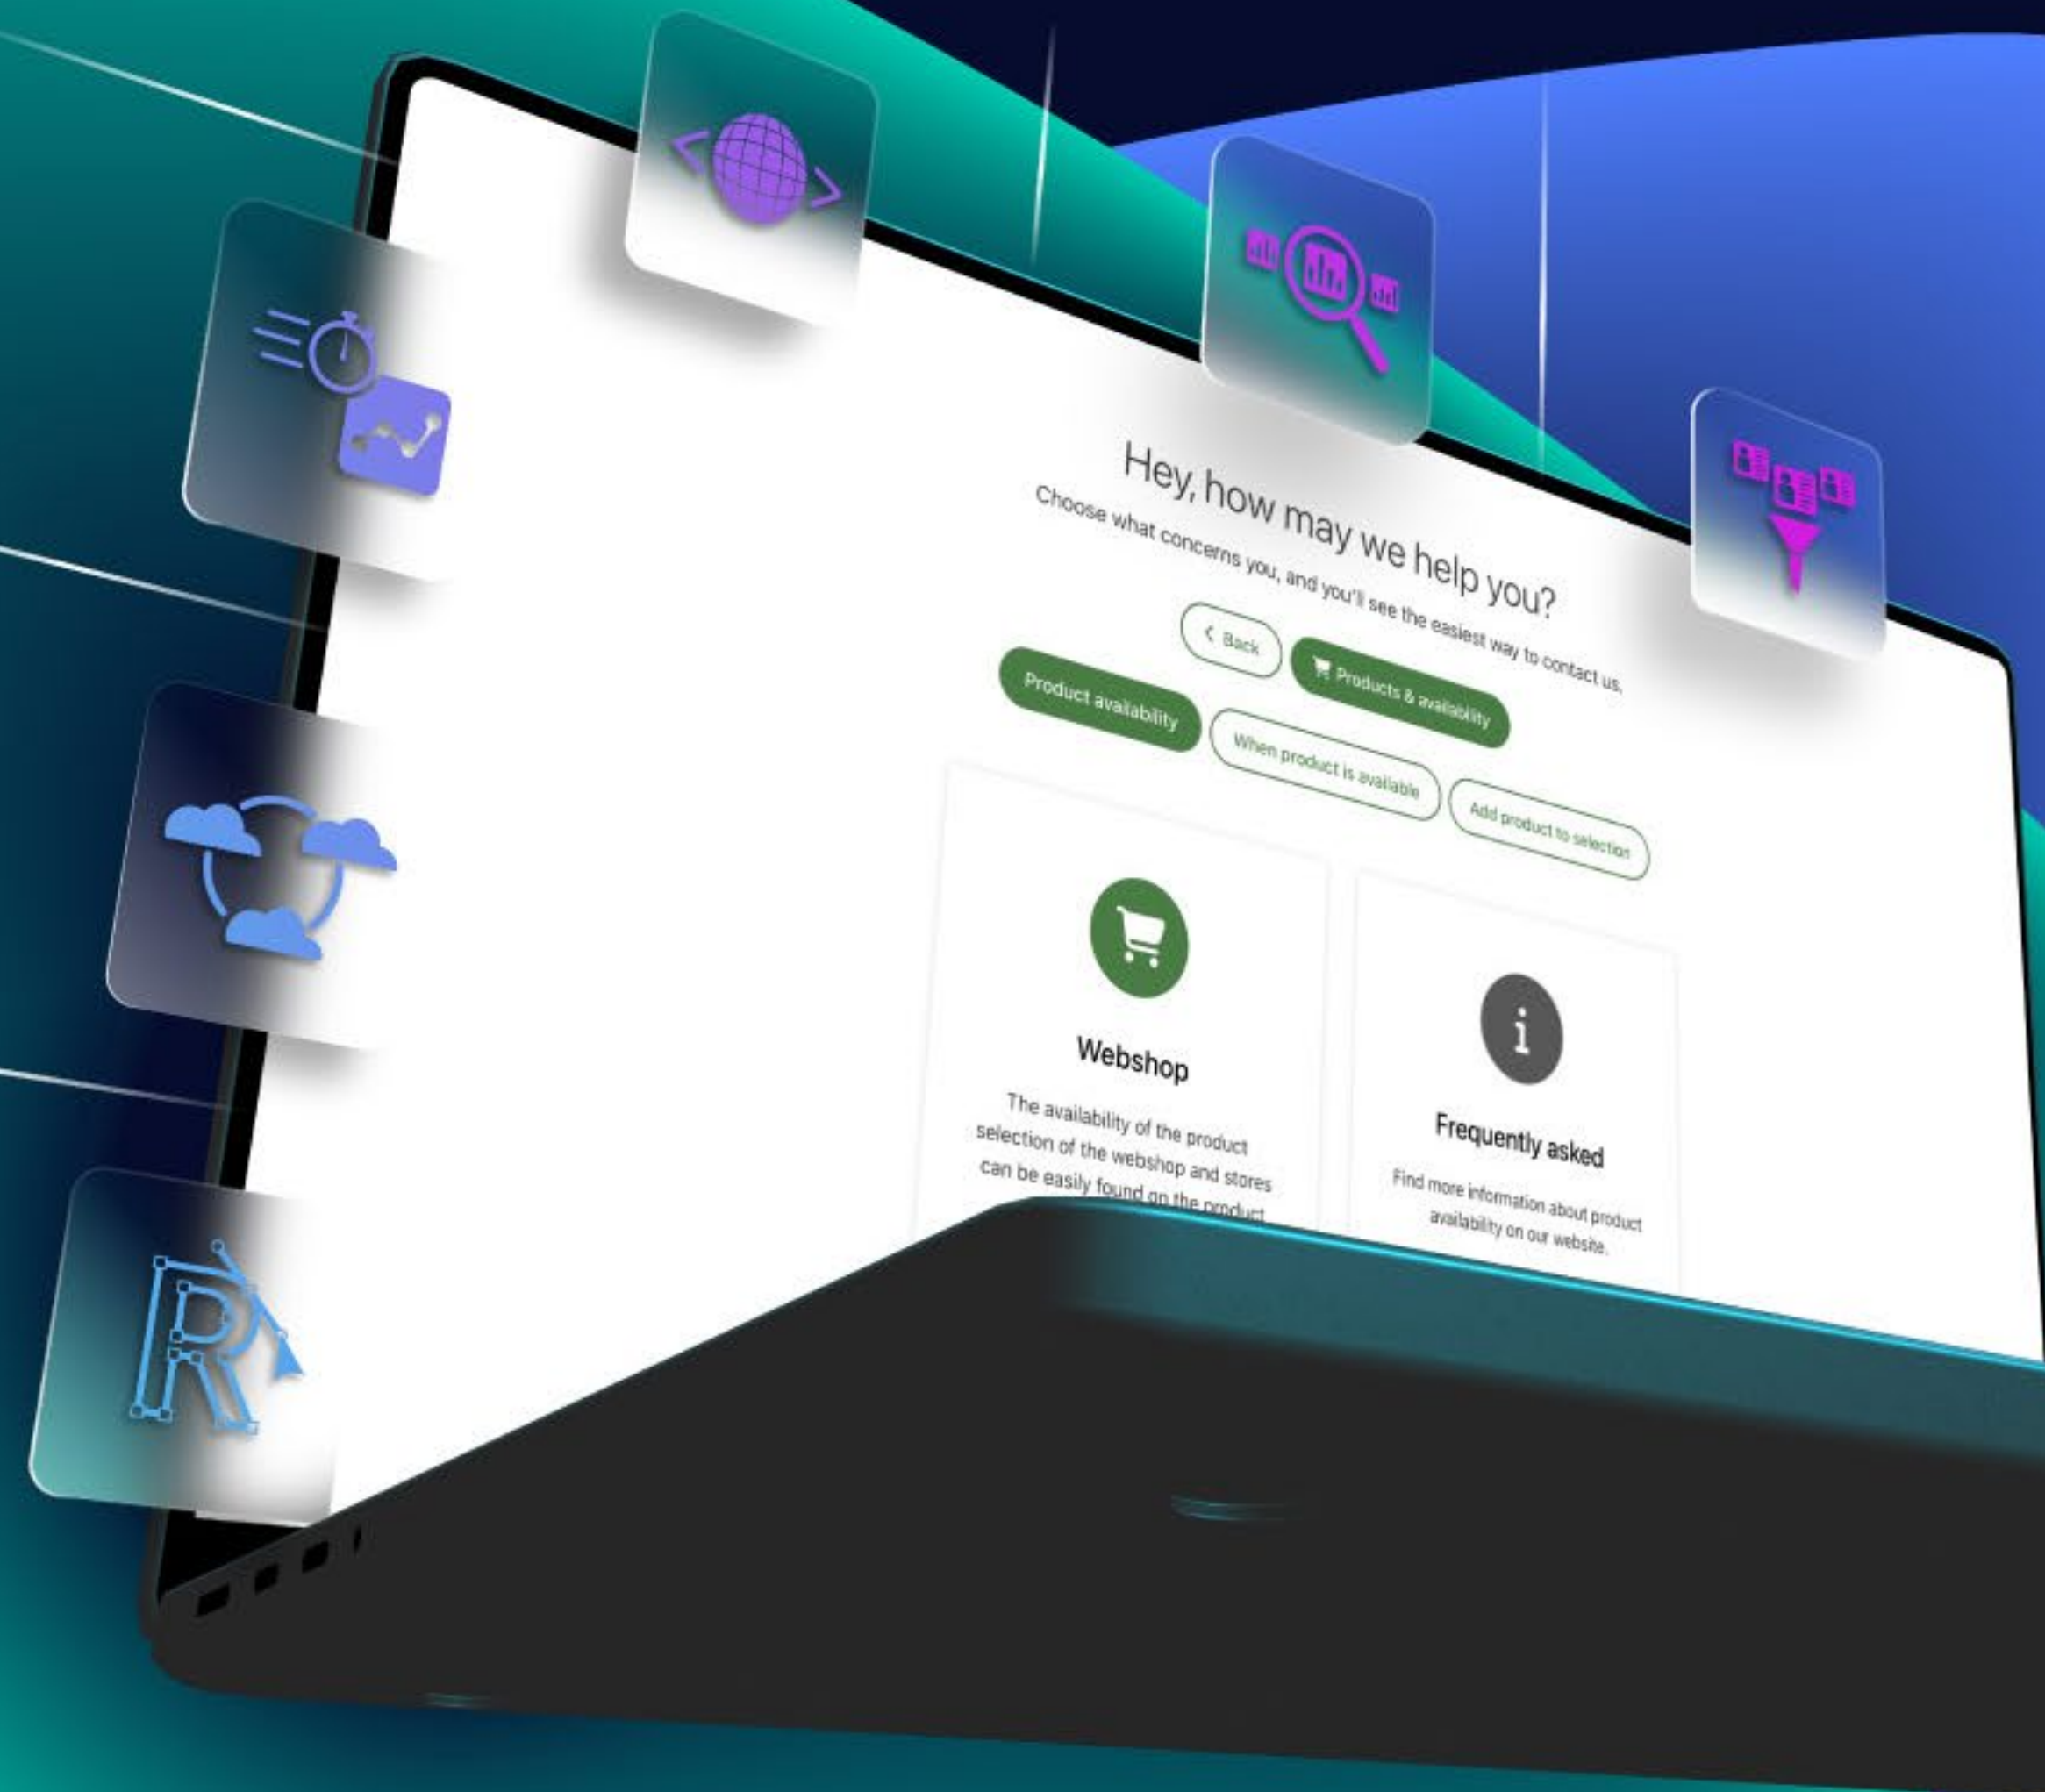 Hey, how may we help you?
Choose what concerns you, and you'll see the easiest way to contact us.
Back
Products & availability
Product availability
When product is available
Add product to selection
Webshop
The availability of the product
selection of the webshop and stores
can be easily found on the product
Frequently asked
Find more information about product
availability on our website.
R